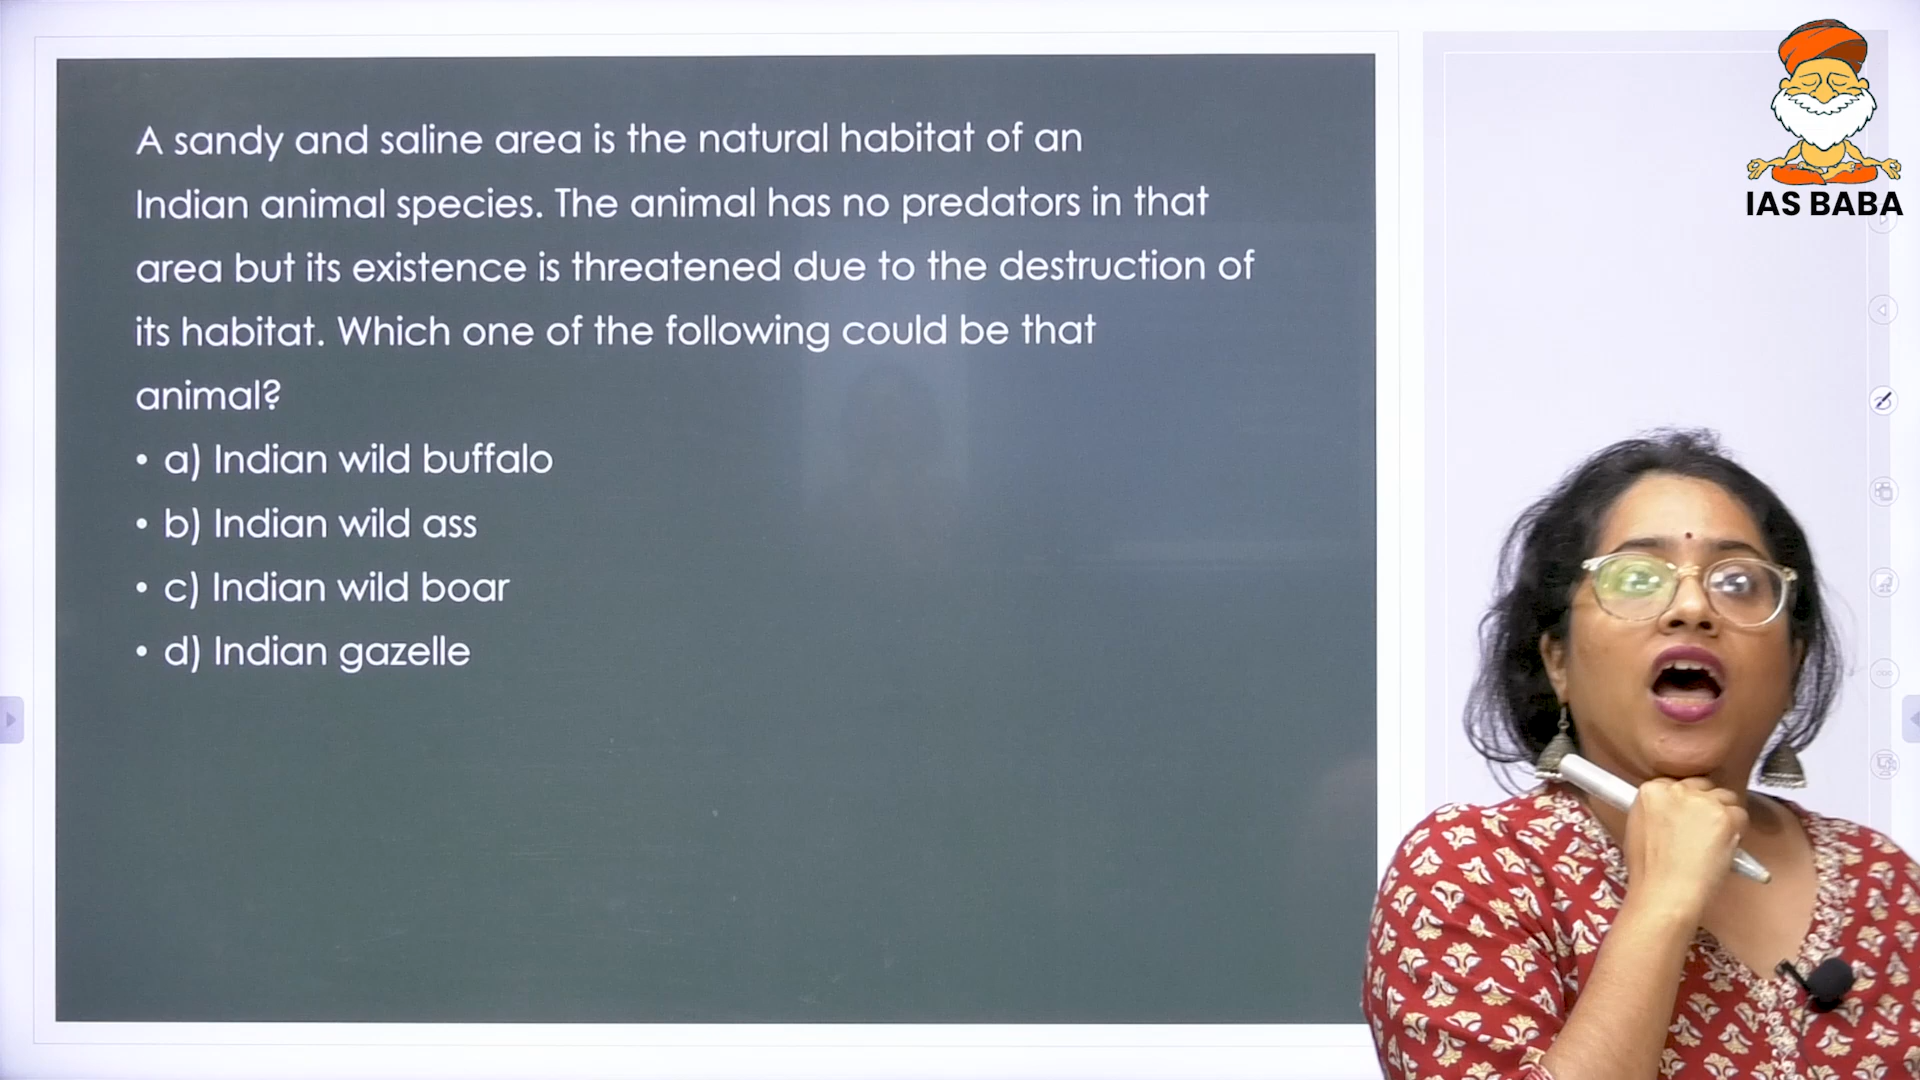 A sandy and saline area is the natural habitat of an
Indian animal species. The animal has no predators in that
area but its existence is threatened due to the destruction of
its habitat. Which one of the following could be that
animal?
• a) Indian wild buffalo
• b) Indian wild ass
• c) Indian wild boar
• d) Indian gazelle
IAS BABA